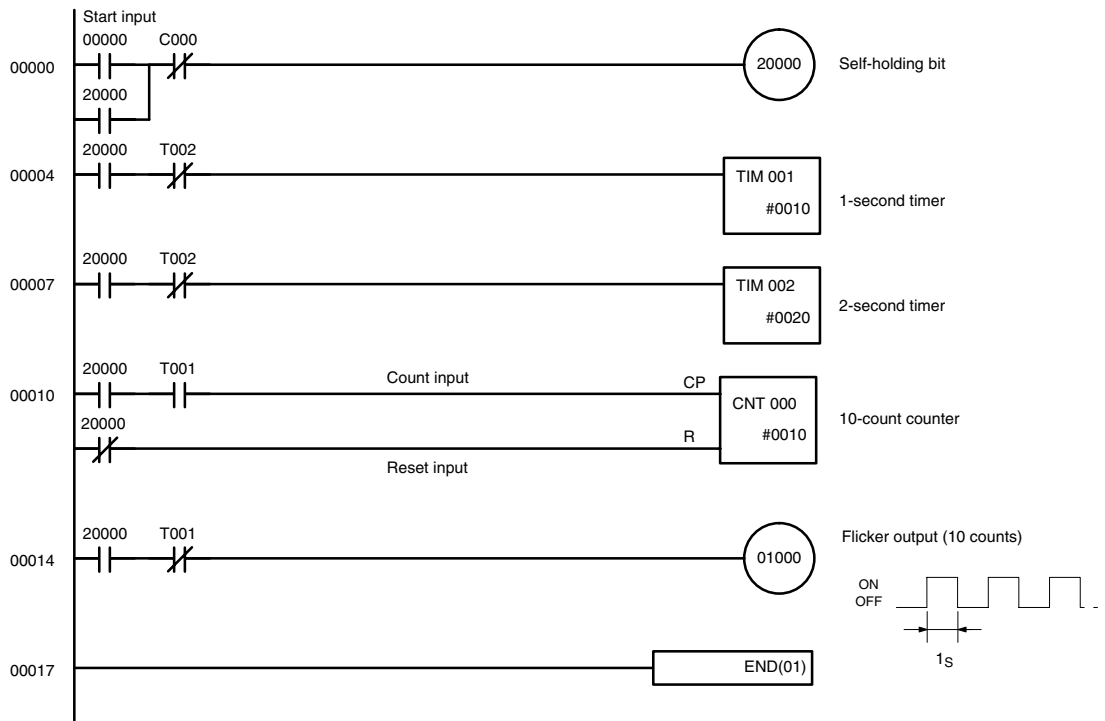 Start input
00000 C000
00000
20000
Self-holding bit
20000
20000 T002
00004
TIM 001
#0010
1-second timer
20000 T002
00007
TIM 002
#0020
2-second timer
20000 T001
00010
Count input
CP
CNT 000
#0010
10-count counter
20000
R
Reset input
20000 T001
00014
01000
Flicker output (10 counts)
ON
OFF
1S
00017
END(01)